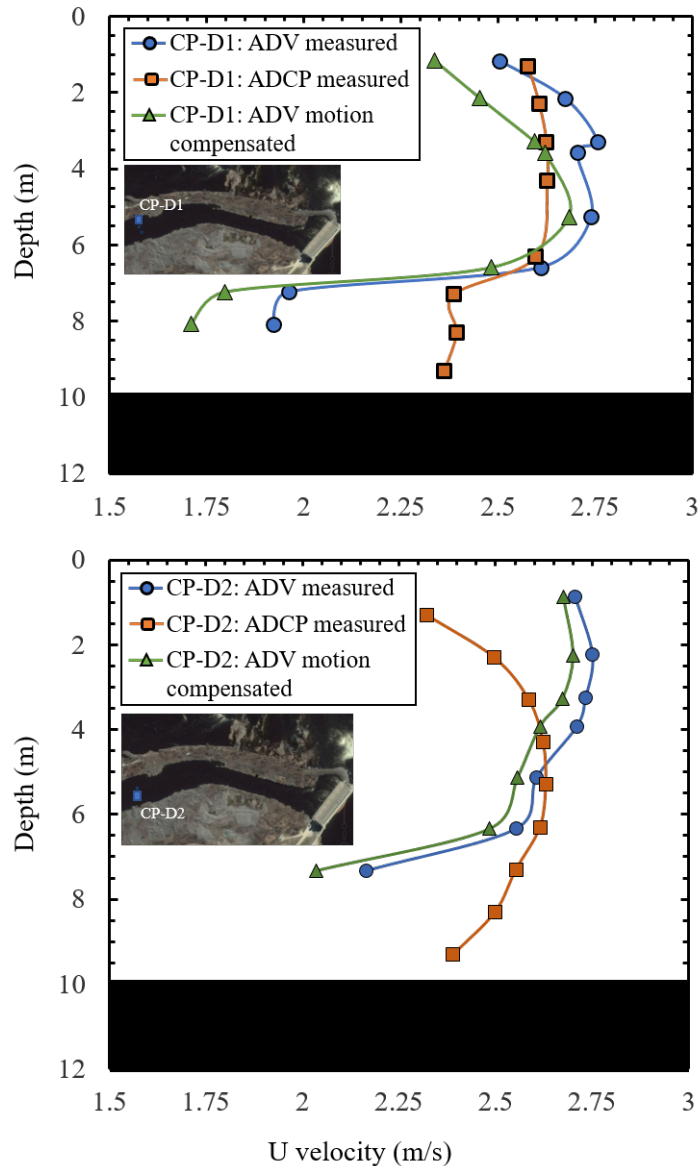 0
2
4
6
8
10
12
Depth (m)
CP-D1: ADV measured
CP-D1: ADCP measured
CP-D1: ADV motion
compensated
CP-D1
1.5 1.75 2 2.25 2.5 2.75 3
0
2
4
6
8
10
12
Depth (m)
CP-D2: ADV measured
CP-D2: ADCP measured
CP-D2: ADV motion
compensated
CP-D2
1.5 1.75 2 2.25 2.5 2.75 3
U velocity (m/s)